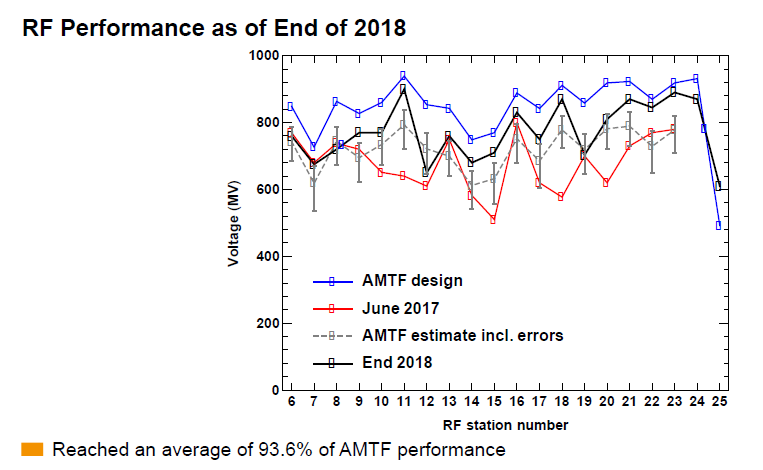 RF Performance as of End of 2018
1000
800
600
400
200
0
Voltage (MV)
AMTF design
June 2017
AMTF estimate incl. errors
End 2018
6 7 8 9 10 11 12 13 14 15 16 17 18 19 20 21 22 23 24 25
RF station number
Reached an average of 93.6% of AMTF performance